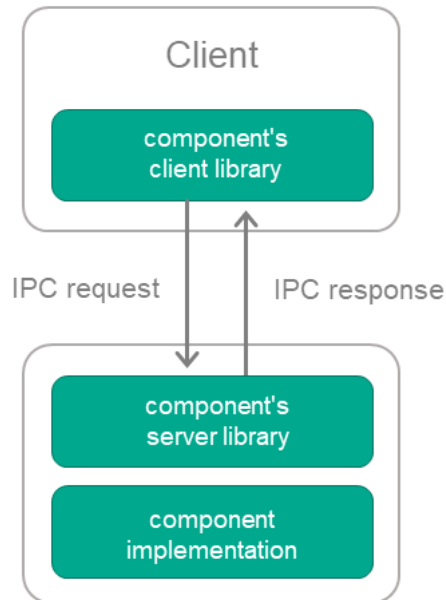 Client
component's
client library
IPC request
IPC response
component's
server library
component
implementation